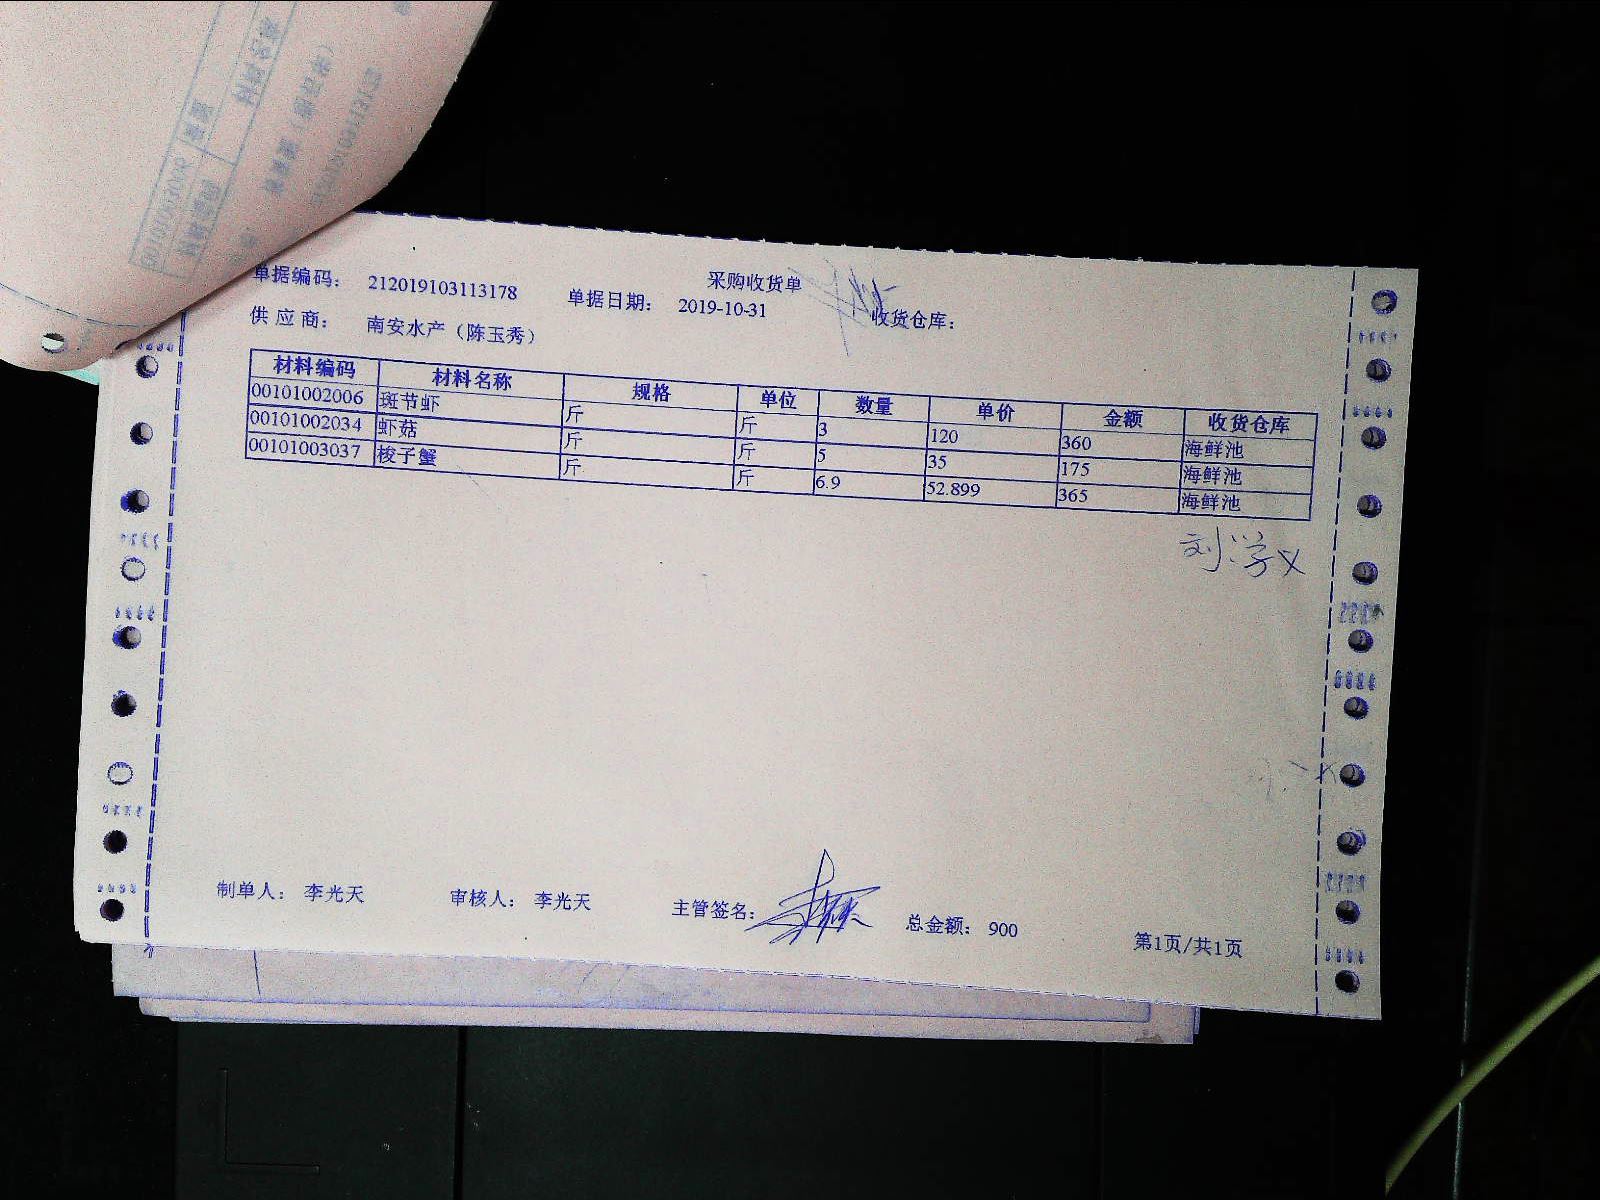 采购收货单
单据编码： 212019103113178 单据日期： 2019-10-31 收货仓库：
供 应 商： 南安水产（陈玉秀）
材料编码 材料名称 规格 单位 数量 单价 金额 收货仓库
00101002006 斑节虾 斤 斤 3 120 360 海鲜池
00101002034 虾菇 斤 斤 5 35 175 海鲜池
00101003037 梭子蟹 斤 斤 6.9 52.899 365 海鲜池
刘学义
制单人： 李光天 审核人： 李光天 主管签名： 总金额： 900
第1页/共1页